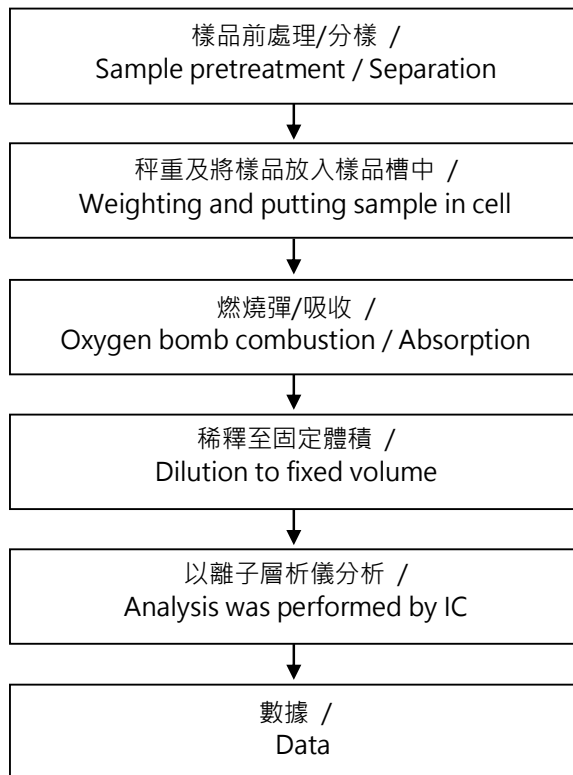 樣品前處理/分樣 /
Sample pretreatment / Separation
秤重及將樣品放入樣品槽中 /
Weighting and putting sample in cell
燃燒彈/吸收 /
Oxygen bomb combustion / Absorption
稀釋至固定體積 /
Dilution to fixed volume
以離子層析儀分析 /
Analysis was performed by IC
數據 /
Data